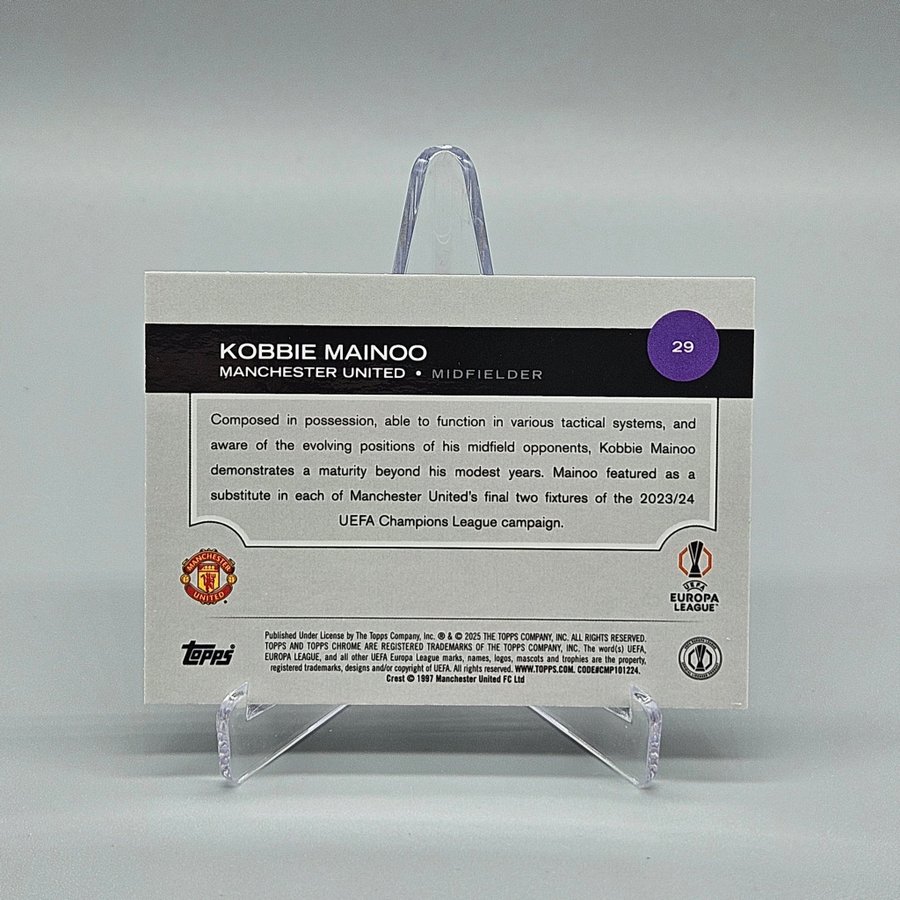 KOBBIE MAINOO
MANCHESTER UNITED • MIDFIELDER
29
Composed in possession, able to function in various tactical systems, and
aware of the evolving positions of his midfield opponents, Kobbie Mainoo
demonstrates a maturity beyond his modest years. Mainoo featured as a
substitute in each of Manchester United's final two fixtures of the 2023/24
UEFA Champions League campaign.
MANCHESTER
UNITED
UEFA
EUROPA
LEAGUE™
topps®
Published Under License by The Topps Company, Inc. ® & © 2025 THE TOPPS COMPANY, INC. ALL RIGHTS RESERVED.
TOPPS AND TOPPS CHROME ARE REGISTERED TRADEMARKS OF THE TOPPS COMPANY, INC. The word(s) UEFA,
EUROPA LEAGUE, and all other UEFA Europa League marks, names, logos, mascots and trophies are the property,
registered trademarks, designs and/or copyright of UEFA. All rights reserved. WWW.TOPPS.COM. CODE#CMP101224.
Crest © 1997 Manchester United FC Ltd